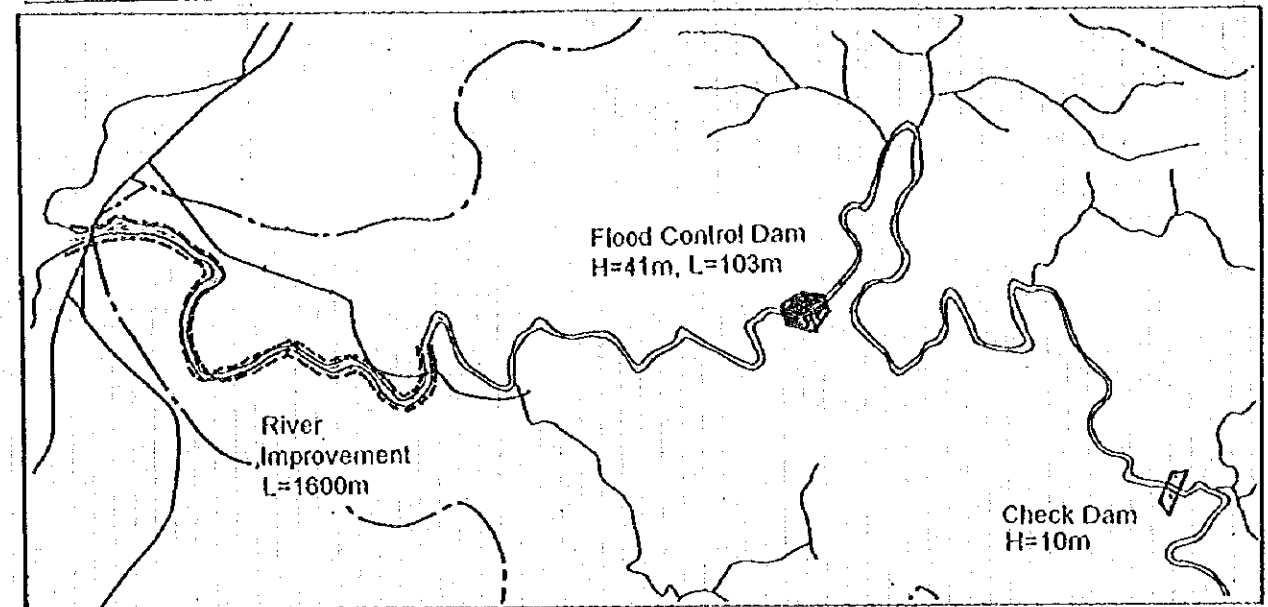 Flood Control Dam
H=41m, L=103m
River
Improvement
L=1600m
Check Dam
H=10m